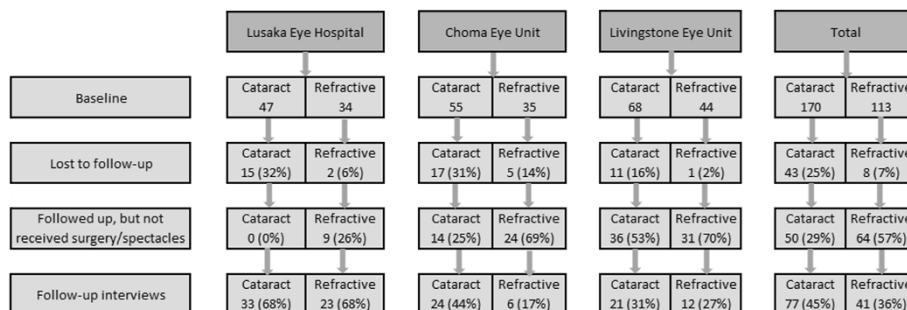 Lusaka Eye Hospital Choma Eye Unit Livingstone Eye Unit Total
Baseline
Cataract Refractive Cataract Refractive Cataract Refractive Cataract Refractive
47 34 55 35 68 44 170 113
Lost to follow-up
Cataract Refractive Cataract Refractive Cataract Refractive Cataract Refractive
15 (32%) 2 (6%) 17 (31%) 5 (14%) 11 (16%) 1 (2%) 43 (25%) 8 (7%)
Followed up, but not
received surgery/spectacles
Cataract Refractive Cataract Refractive Cataract Refractive Cataract Refractive
0 (0%) 9 (26%) 14 (25%) 24 (69%) 36 (53%) 31 (70%) 50 (29%) 64 (57%)
Follow-up interviews
Cataract Refractive Cataract Refractive Cataract Refractive Cataract Refractive
33 (68%) 23 (68%) 24 (44%) 6 (17%) 21 (31%) 12 (27%) 77 (45%) 41 (36%)